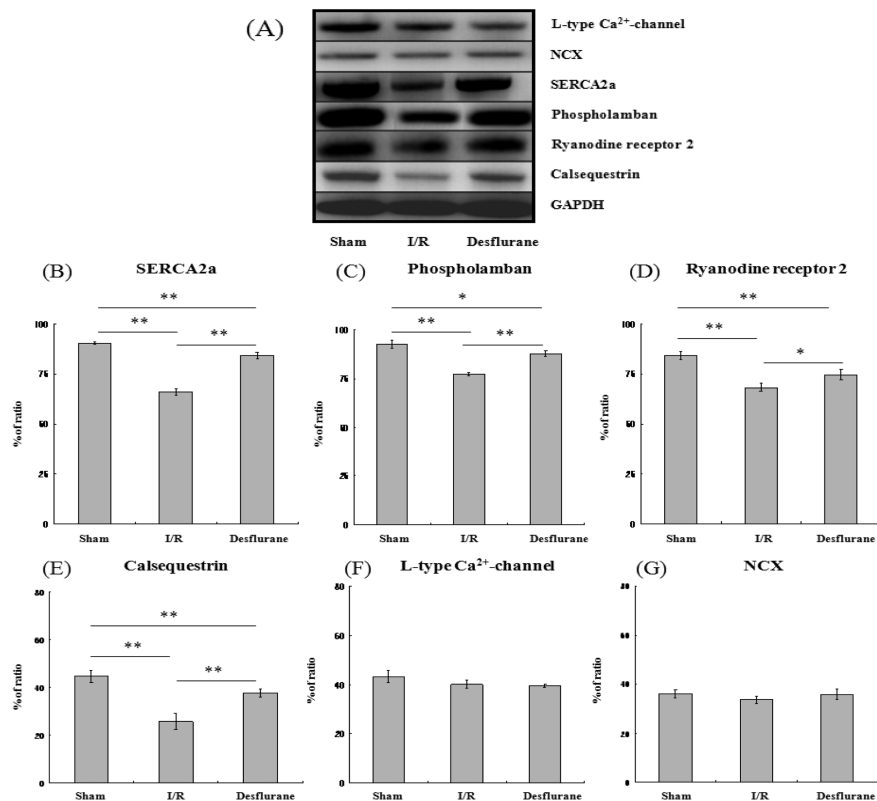 (A)
L-type Ca²⁺-channel
NCX
SERCA2a
Phospholamban
Ryanodine receptor 2
Calsequestrin
GAPDH
Sham I/R Desflurane
(B) SERCA2a
**
** **
100
75
50
25
0
% of ratio
Sham I/R Desflurane
(C) Phospholamban
*
** **
100
75
50
25
0
% of ratio
Sham I/R Desflurane
(D) Ryanodine receptor 2
**
** *
100
75
50
25
0
% of ratio
Sham I/R Desflurane
(E) Calsequestrin
**
** **
80
60
40
20
0
% of ratio
Sham I/R Desflurane
(F) L-type Ca²⁺-channel
80
60
40
20
0
% of ratio
Sham I/R Desflurane
(G) NCX
80
60
40
20
0
% of ratio
Sham I/R Desflurane